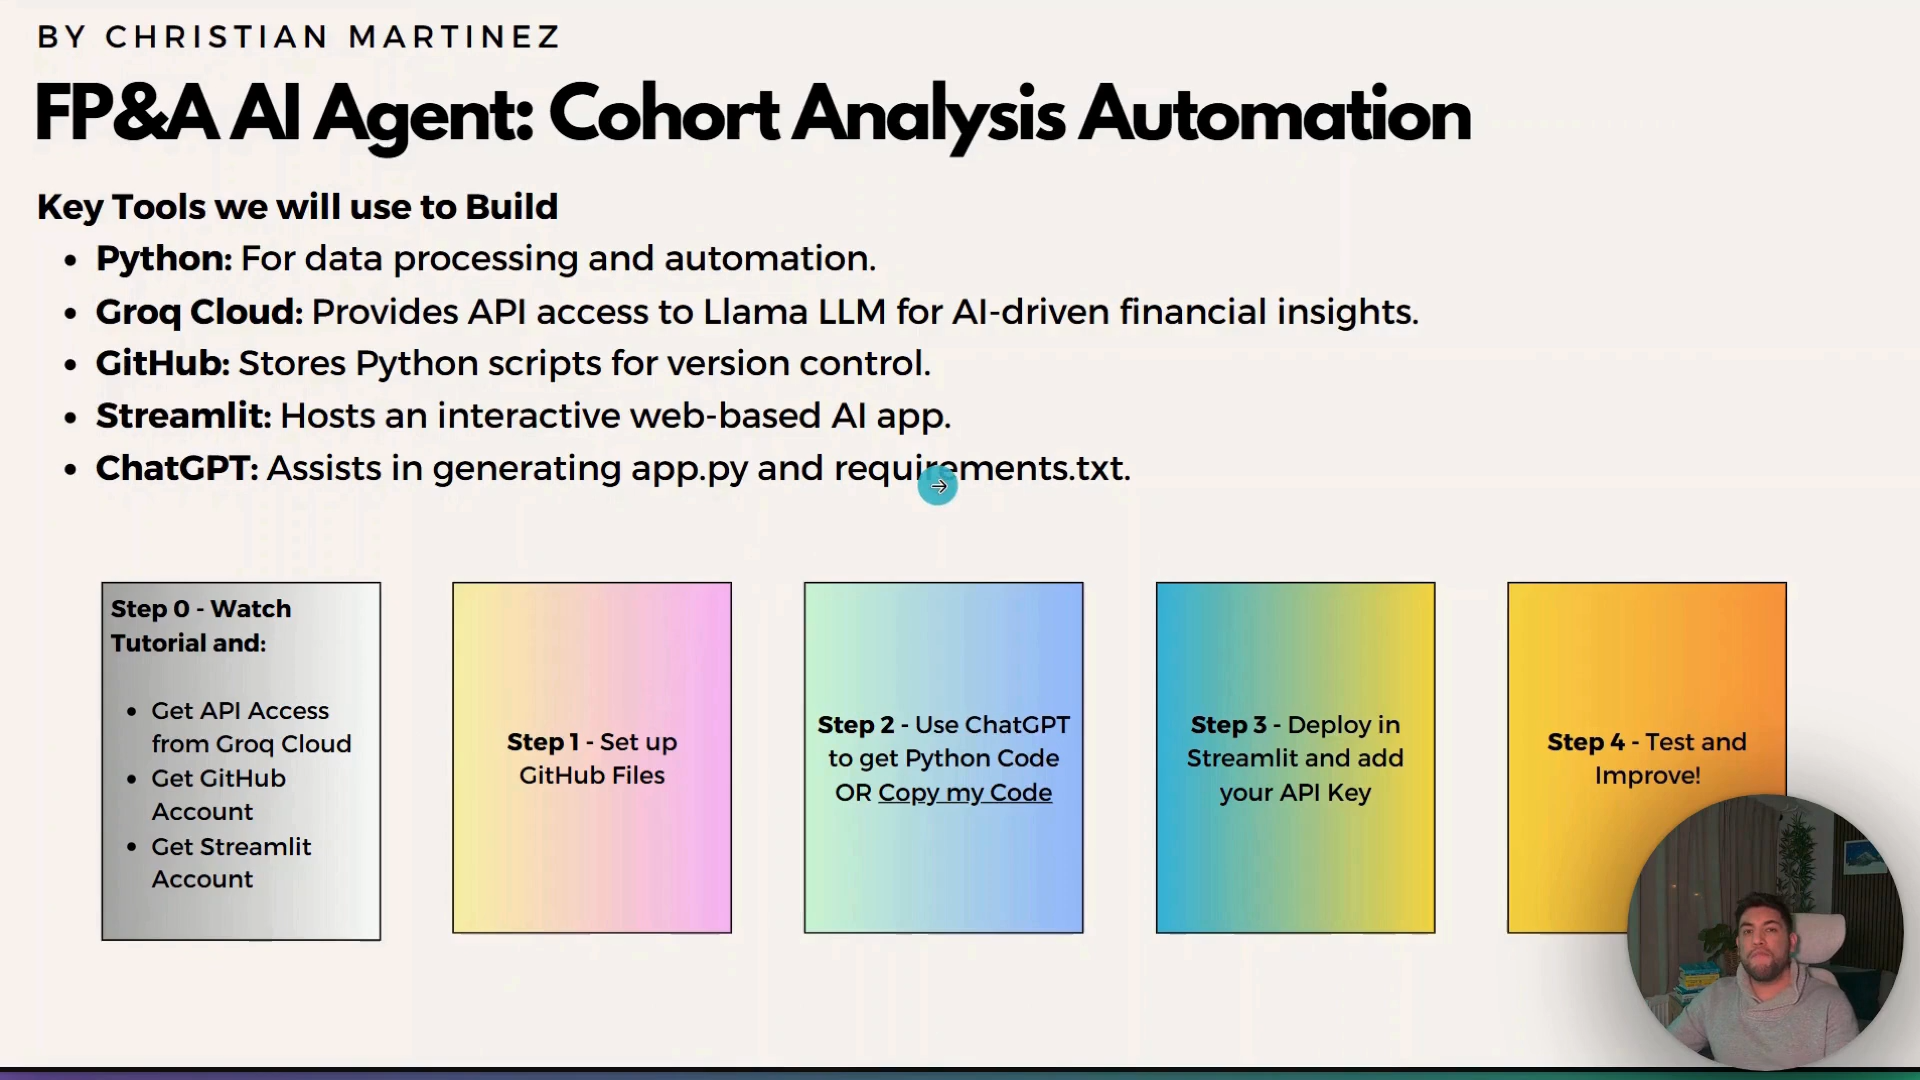 BY CHRISTIAN MARTINEZ
FP&A AI Agent: Cohort Analysis Automation
Key Tools we will use to Build
• Python: For data processing and automation.
• Groq Cloud: Provides API access to Llama LLM for AI-driven financial insights.
• GitHub: Stores Python scripts for version control.
• Streamlit: Hosts an interactive web-based AI app.
• ChatGPT: Assists in generating app.py and requirements.txt.
Step 0 - Watch
Tutorial and:
• Get API Access
from Groq Cloud
• Get GitHub
Account
• Get Streamlit
Account
Step 1 - Set up
GitHub Files
Step 2 - Use ChatGPT
to get Python Code
OR Copy my Code
Step 3 - Deploy in
Streamlit and add
your API Key
Step 4 - Test and
Improve!